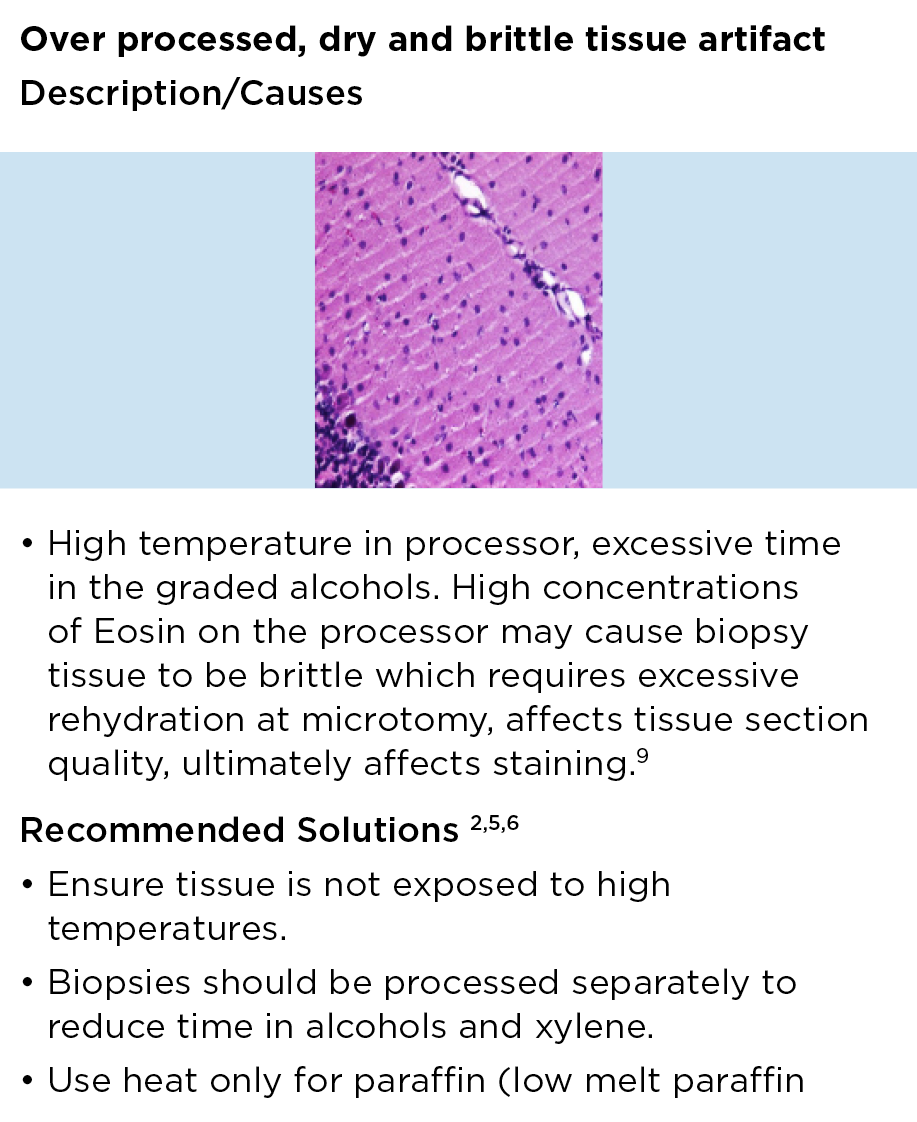 Over processed, dry and brittle tissue artifact
Description/Causes
• High temperature in processor, excessive time
in the graded alcohols. High concentrations
of Eosin on the processor may cause biopsy
tissue to be brittle which requires excessive
rehydration at microtomy, affects tissue section
quality, ultimately affects staining.⁹
Recommended Solutions ²,⁵,⁶
• Ensure tissue is not exposed to high
temperatures.
• Biopsies should be processed separately to
reduce time in alcohols and xylene.
• Use heat only for paraffin (low melt paraffin